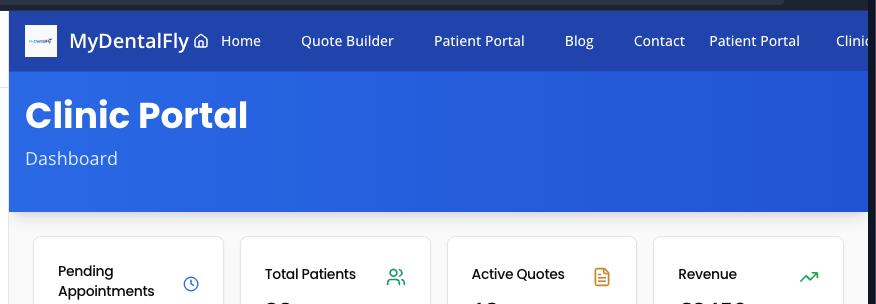 MyDentalFly Home Quote Builder Patient Portal Blog Contact Patient Portal
Clinic Portal
Dashboard
Pending Appointments
Total Patients
Active Quotes
Revenue